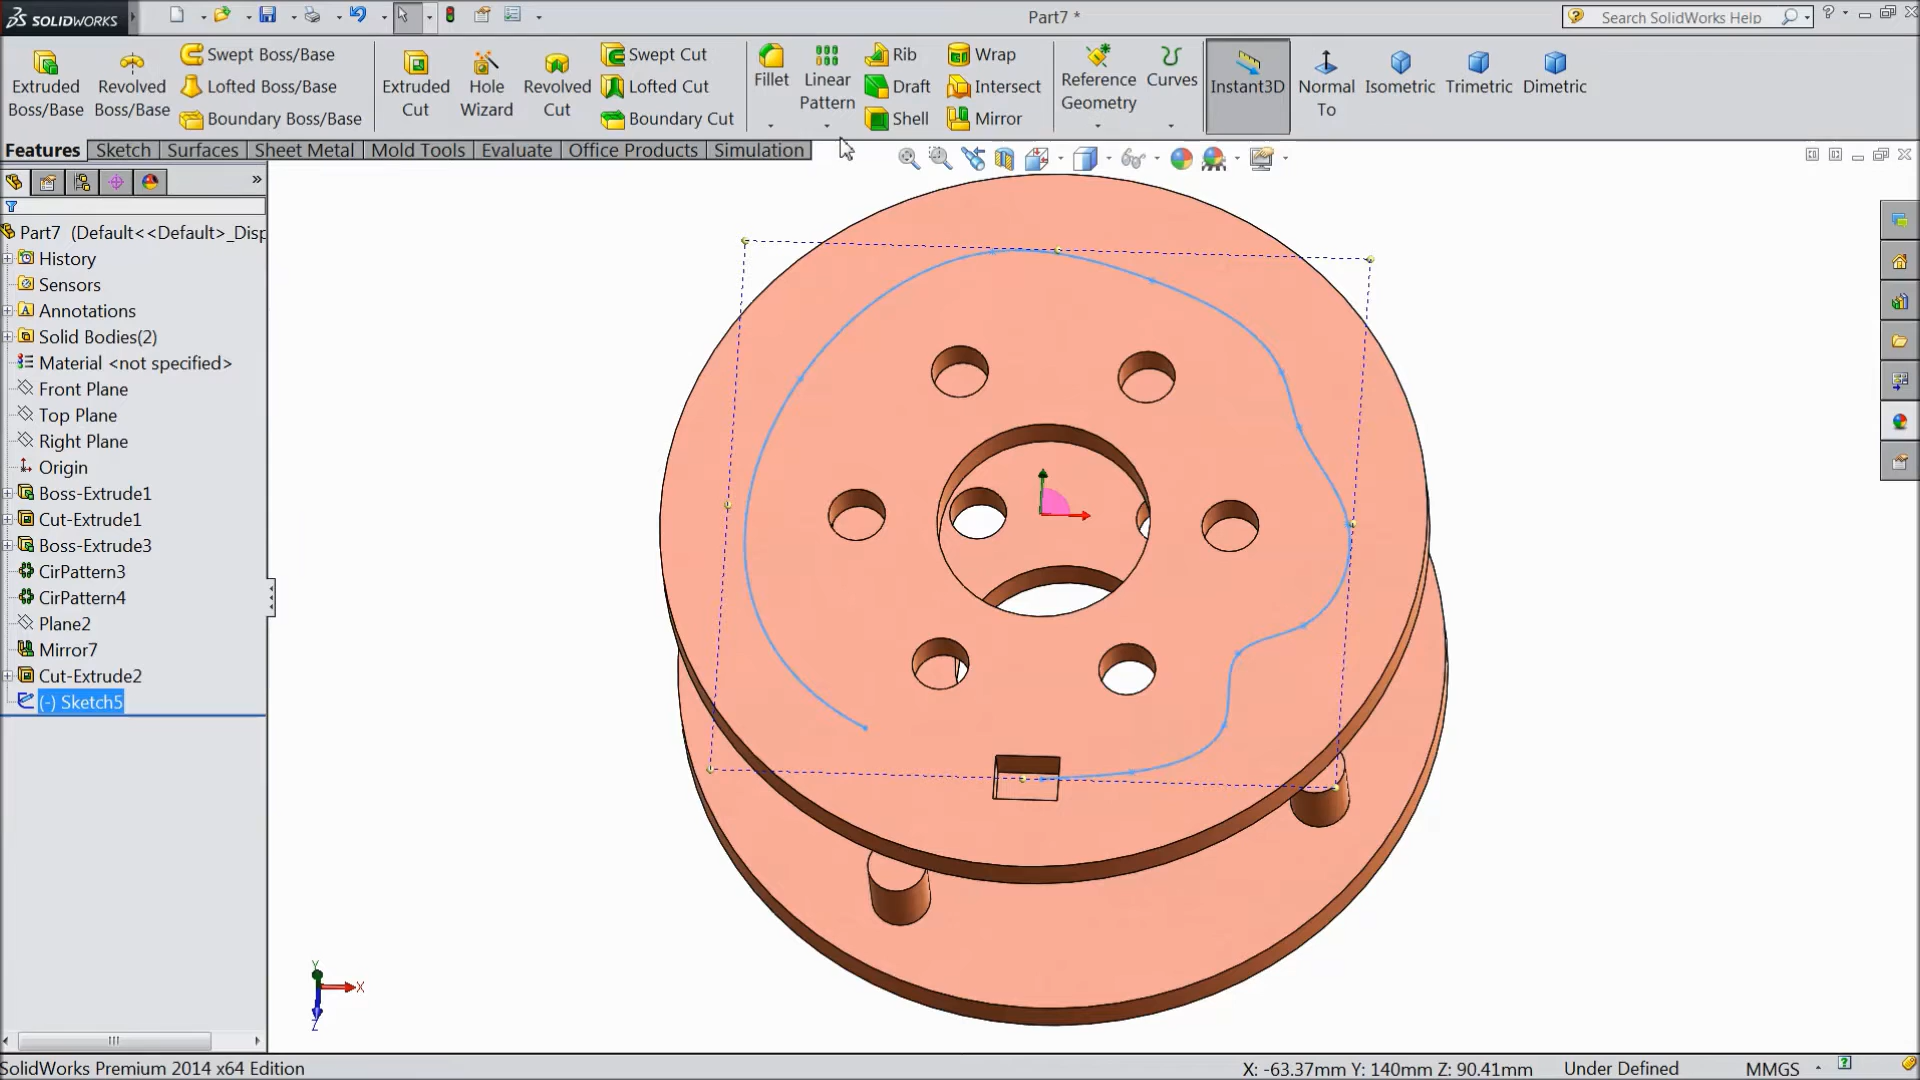 SOLIDWORKS
Part7 *
Search SolidWorks Help
Extruded Boss/Base
Revolved Boss/Base
Swept Boss/Base
Lofted Boss/Base
Boundary Boss/Base
Extruded Cut
Hole Wizard
Revolved Cut
Swept Cut
Lofted Cut
Boundary Cut
Fillet
Linear Pattern
Rib
Draft
Shell
Wrap
Intersect
Mirror
Reference Geometry
Curves
Instant3D
Normal To
Isometric
Trimetric
Dimetric
Features Sketch Surfaces Sheet Metal Mold Tools Evaluate Office Products Simulation
Part7 (Default<<Default>_Disp
History
Sensors
Annotations
Solid Bodies(2)
Material <not specified>
Front Plane
Top Plane
Right Plane
Origin
Boss-Extrude1
Cut-Extrude1
Boss-Extrude3
CirPattern3
CirPattern4
Plane2
Mirror7
Cut-Extrude2
(-) Sketch5
Y
X
Z
SolidWorks Premium 2014 x64 Edition
X: -63.37mm Y: 140mm Z: 90.41mm
Under Defined
MMGS